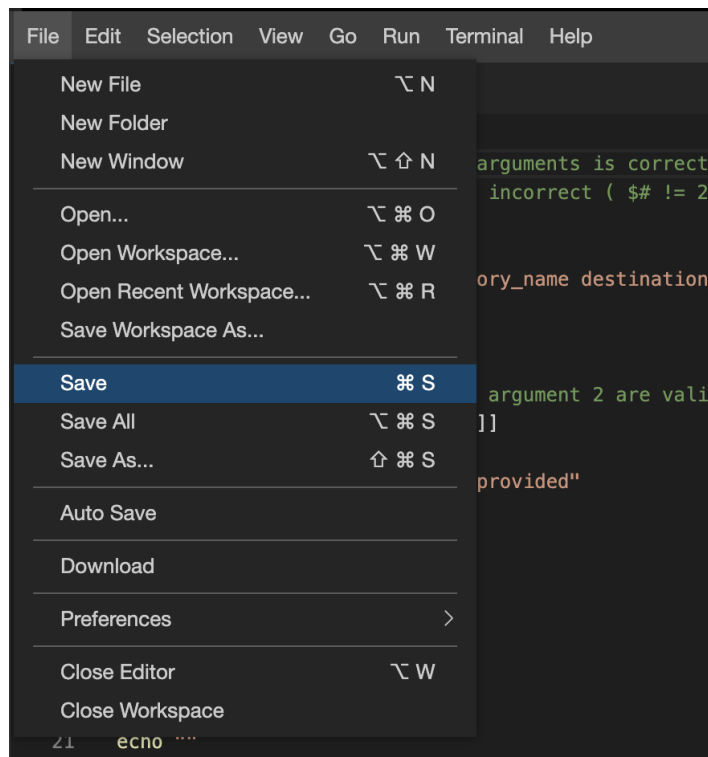 File Edit Selection View Go Run Terminal Help
New File ⌥ N
New Folder
New Window ⌥ ⇧ N
Open... ⌥ ⌘ O
Open Workspace... ⌥ ⌘ W
Open Recent Workspace... ⌥ ⌘ R
Save Workspace As...
Save ⌘ S
Save All ⌥ ⌘ S
Save As... ⇧ ⌘ S
Auto Save
Download
Preferences
Close Editor ⌥ W
Close Workspace
arguments is correct
incorrect ( $# != 2
ory_name destination
argument 2 are vali
]]
provided"
21 echo ""